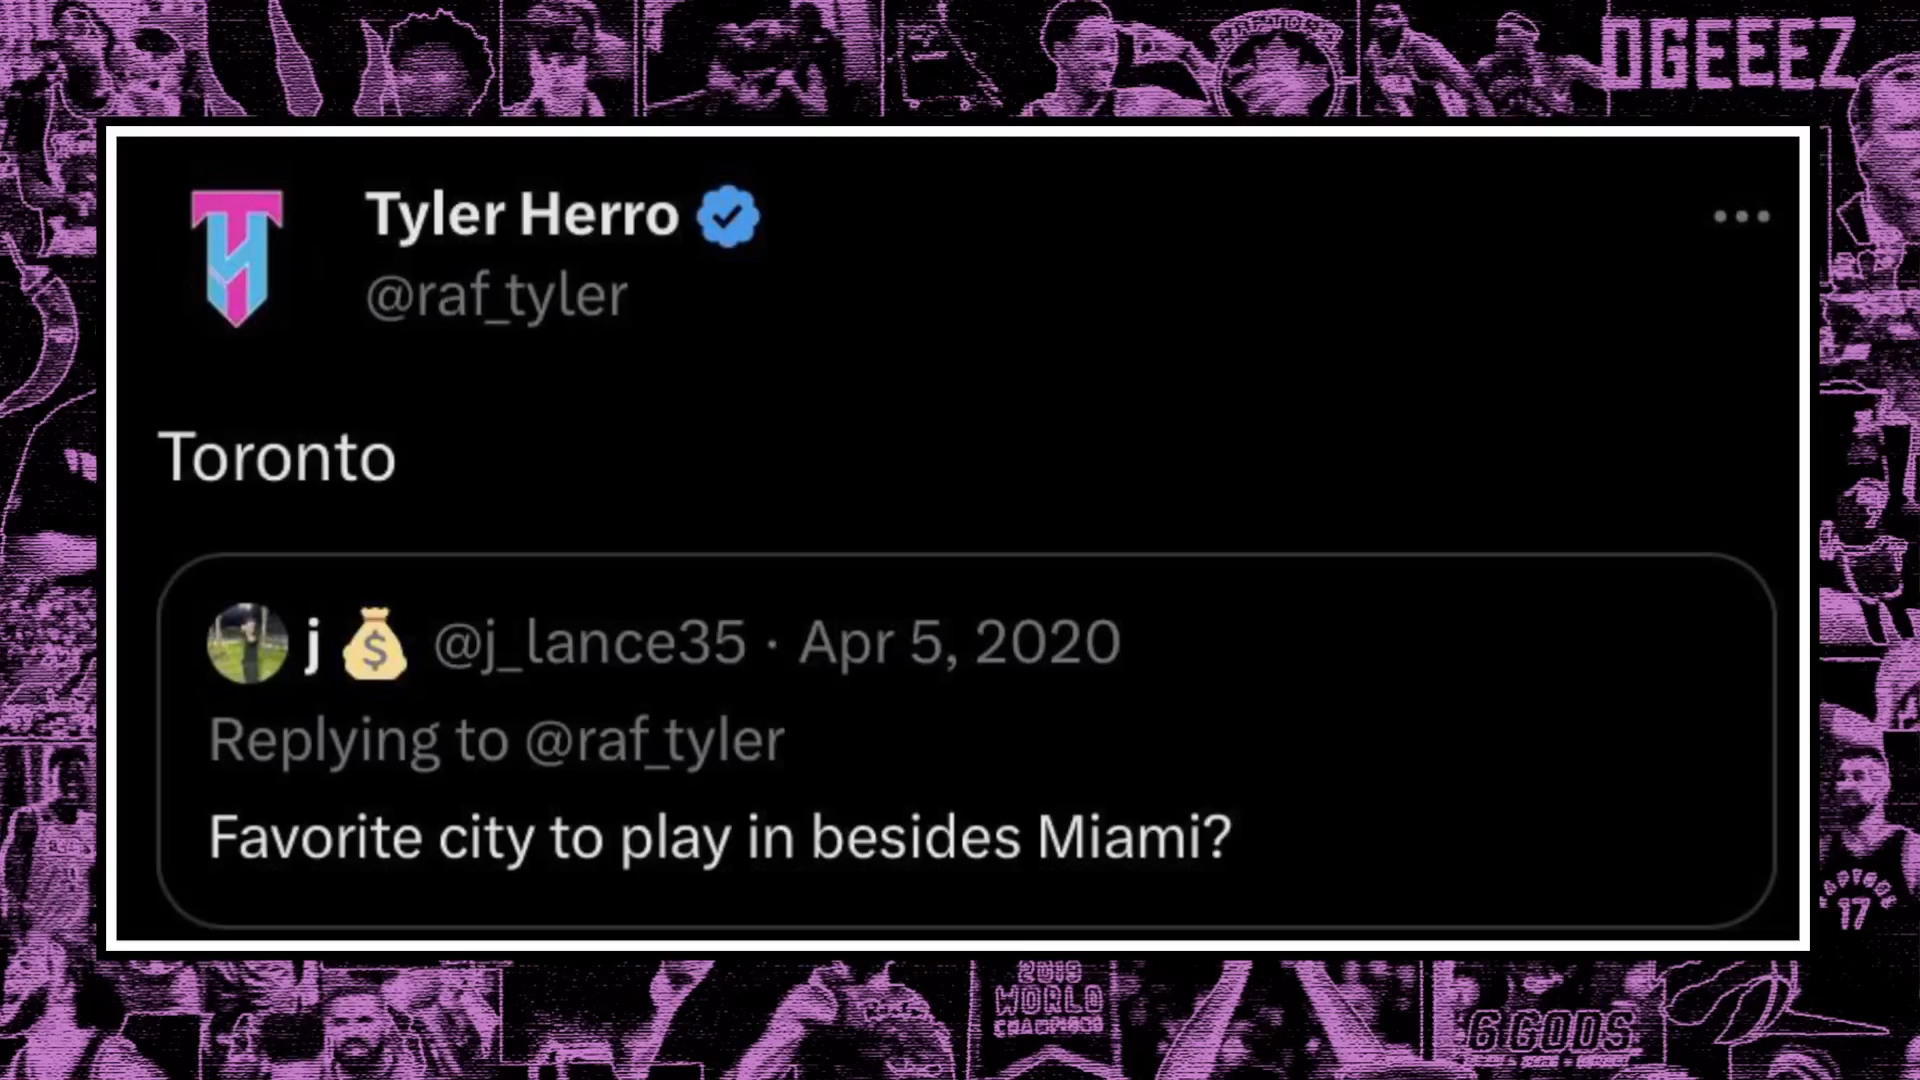 DGEEEZ
Tyler Herro
@raf_tyler
Toronto
j @j_lance35 · Apr 5, 2020
Replying to @raf_tyler
Favorite city to play in besides Miami?
17
2019
WORLD
CHAMPIONS
6 GODS